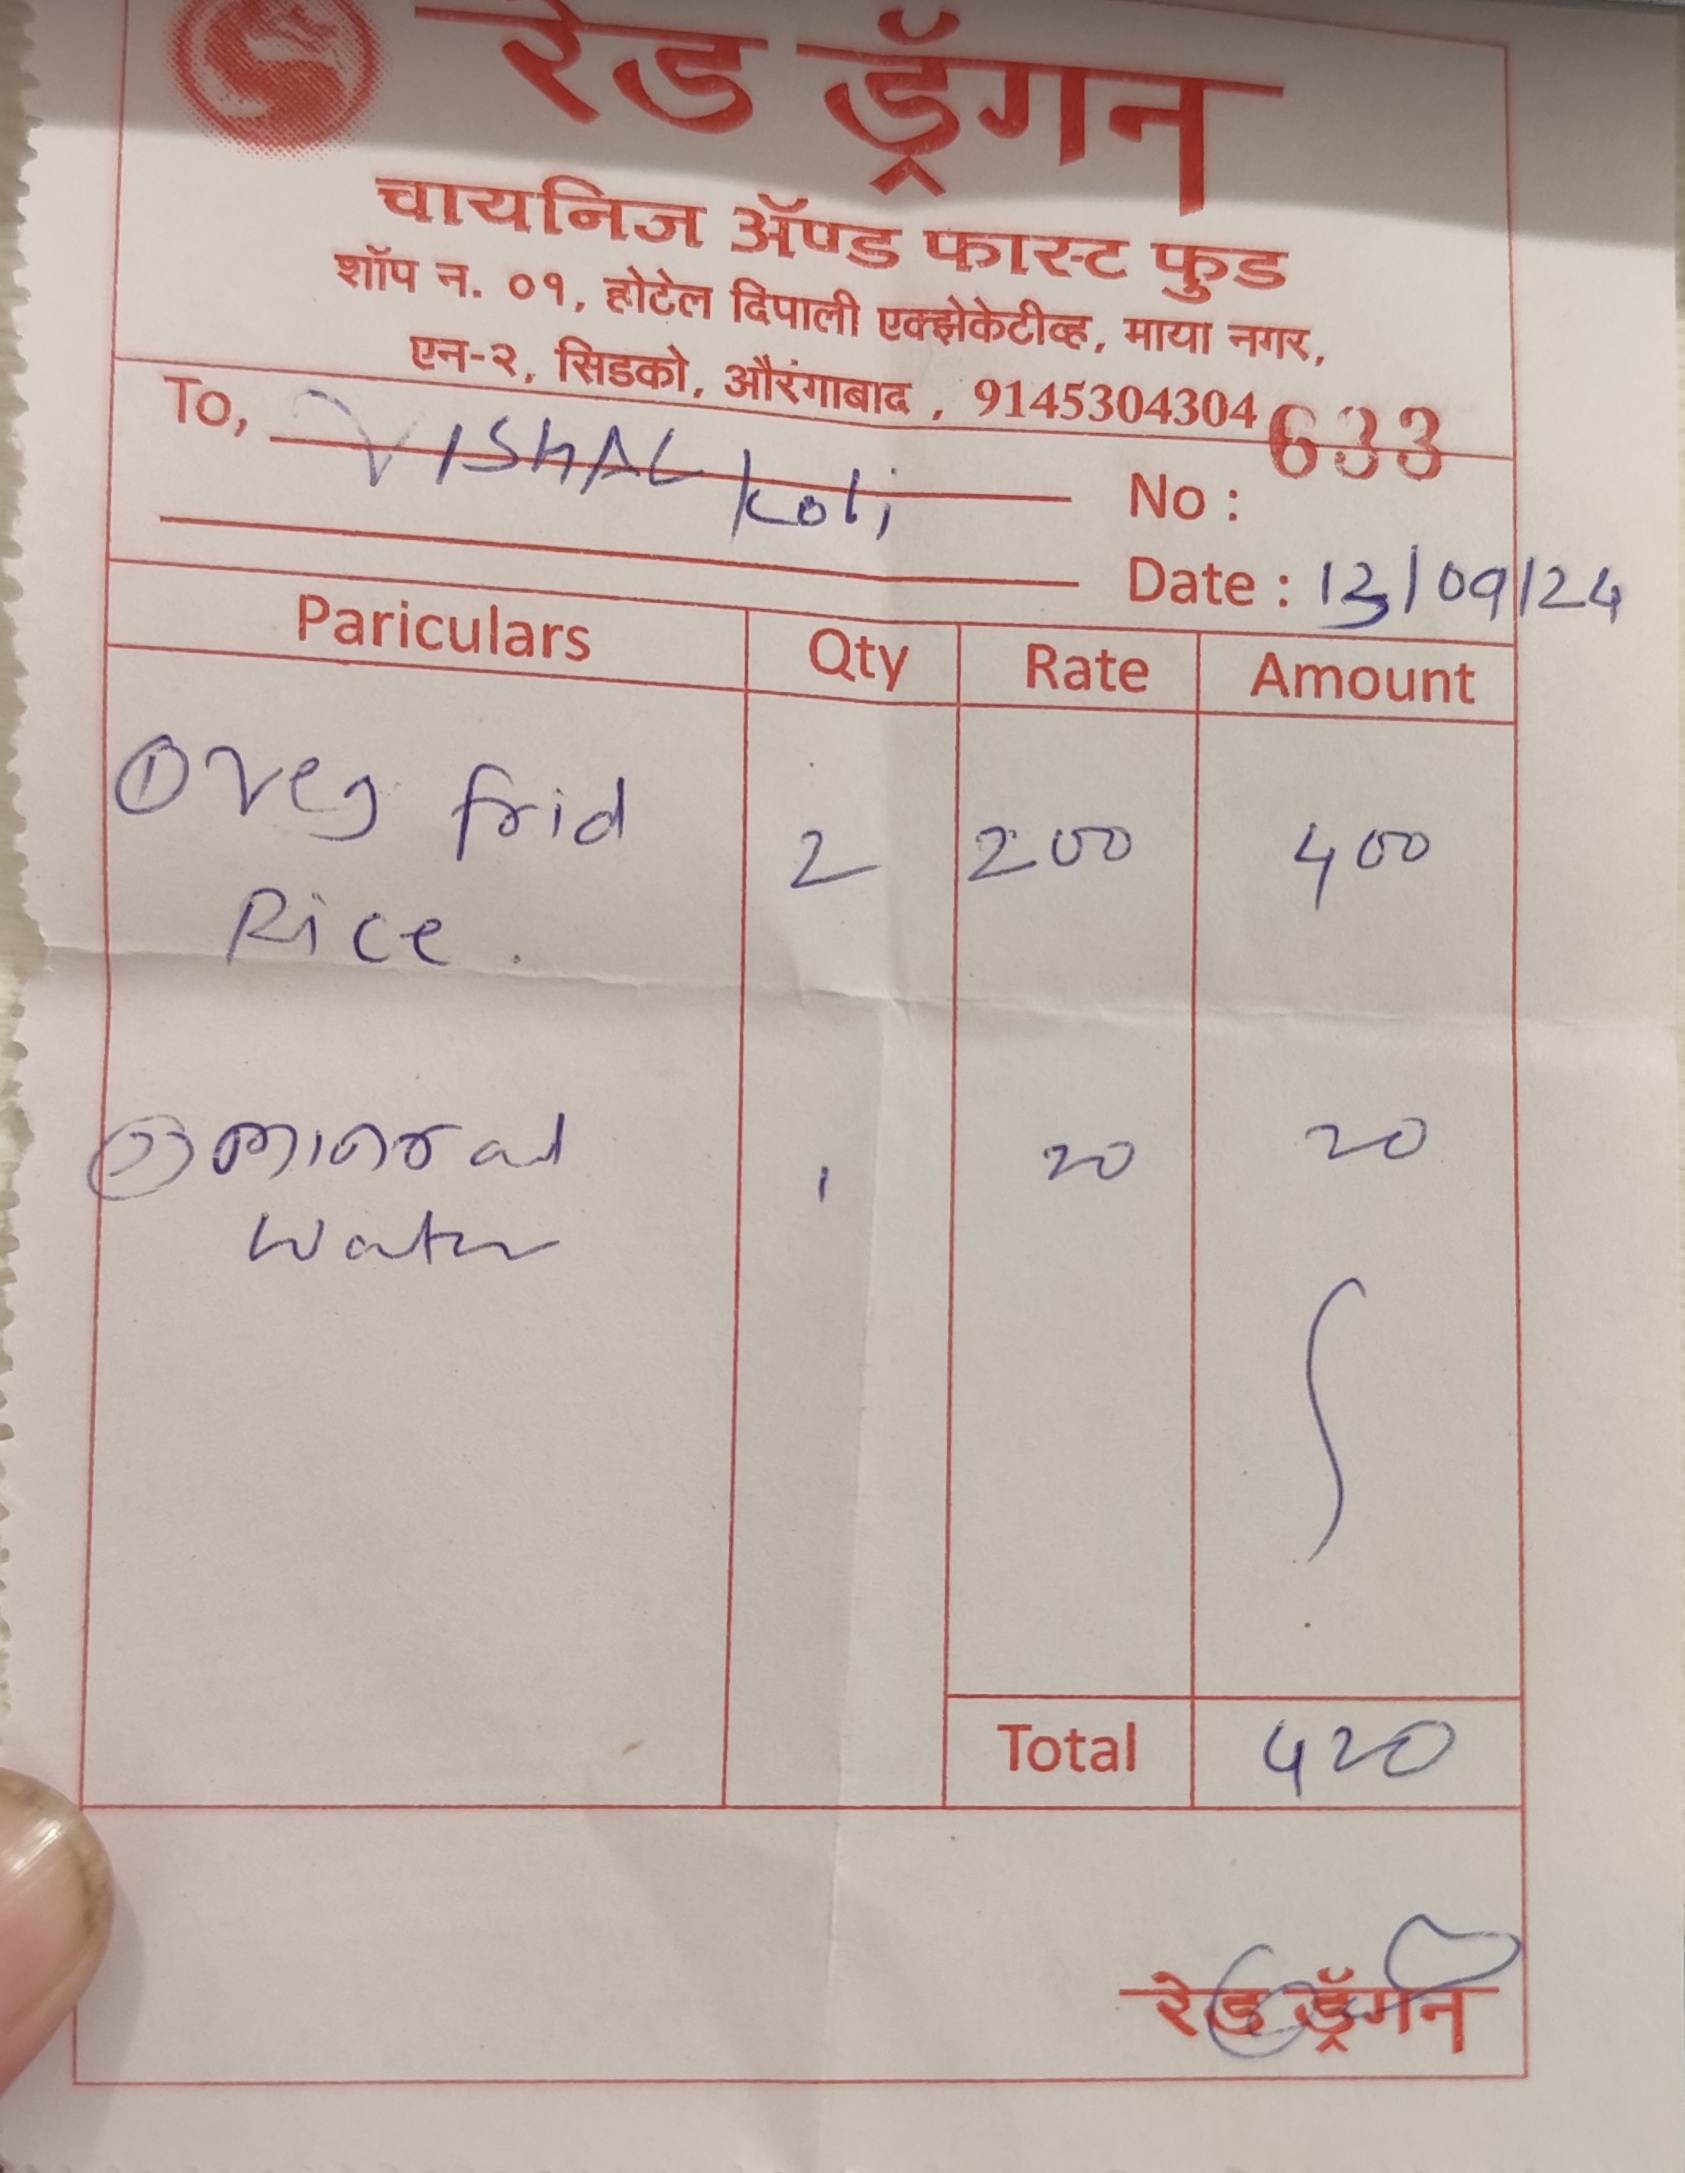 रेड ड्रॅगन
चायनिज ॲण्ड फास्ट फुड
शॉप न. ०१, होटेल दिपाली एक्झेकेटीव्ह, माया नगर,
एन-२, सिडको, औरंगाबाद , 9145304304
To, VISHAL Koli
No : 633
Date : 13/09/24
Pariculars Qty Rate Amount
① Veg frid 2 200 400
Rice.
② minral 1 20 20
water
Total 420
रेड ड्रॅगन